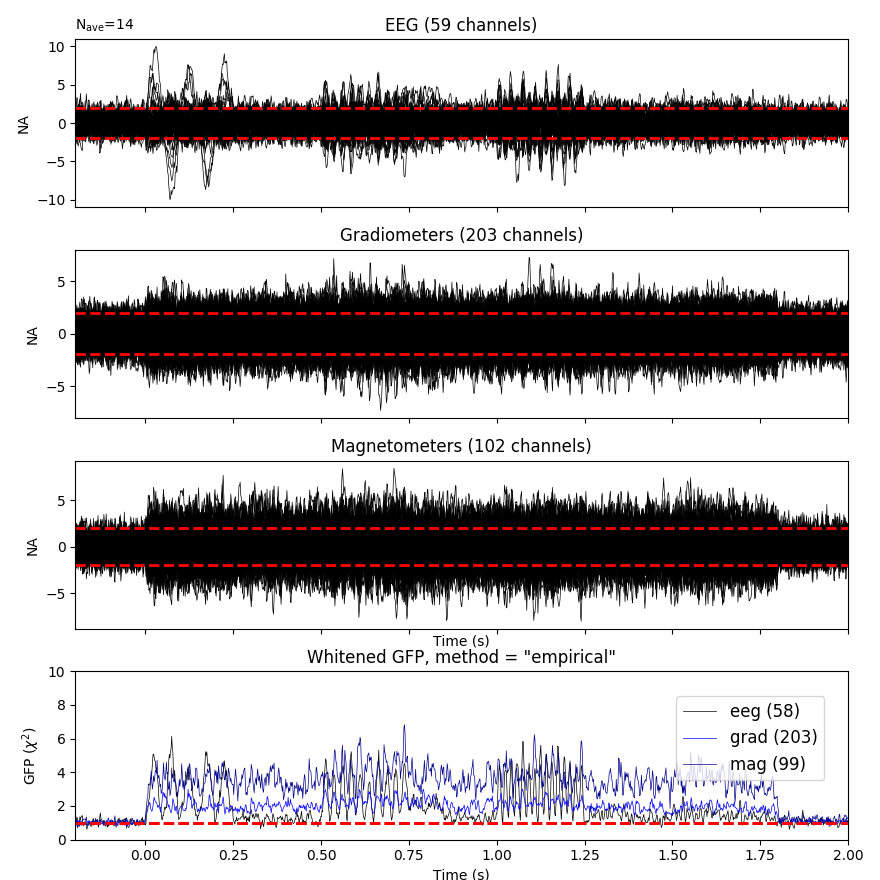 N_ave=14
EEG (59 channels)
10
5
0
−5
−10
NA
Gradiometers (203 channels)
5
0
−5
NA
Magnetometers (102 channels)
5
0
−5
NA
Time (s)
Whitened GFP, method = "empirical"
10
8
6
4
2
0
GFP (χ²)
eeg (58)
grad (203)
mag (99)
0.00 0.25 0.50 0.75 1.00 1.25 1.50 1.75 2.00
Time (s)